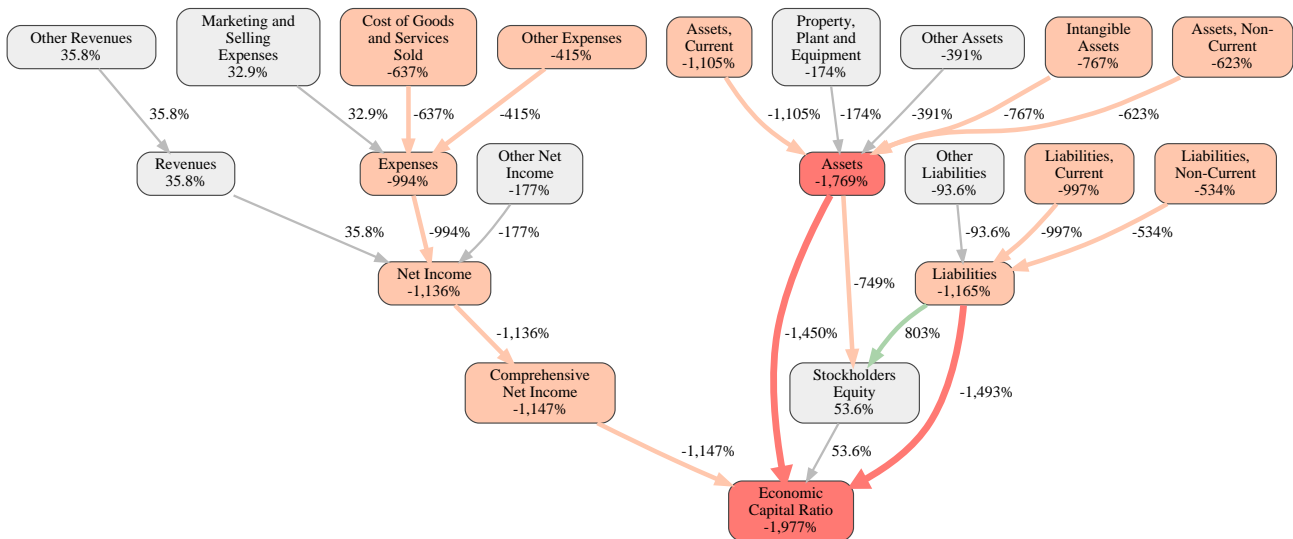 Other Revenues
35.8%
Marketing and
Selling
Expenses
32.9%
Cost of Goods
and Services
Sold
-637%
Other Expenses
-415%
Assets,
Current
-1,105%
Property,
Plant and
Equipment
-174%
Other Assets
-391%
Intangible
Assets
-767%
Assets, Non-
Current
-623%
35.8%
32.9%
-637%
-415%
-1,105%
-174%
-391%
-767%
-623%
Revenues
35.8%
Expenses
-994%
Other Net
Income
-177%
Assets
-1,769%
Other
Liabilities
-93.6%
Liabilities,
Current
-997%
Liabilities,
Non-Current
-534%
35.8%
-994%
-177%
-93.6%
-997%
-534%
Net Income
-1,136%
Liabilities
-1,165%
-749%
-1,136%
-1,450%
803%
Comprehensive
Net Income
-1,147%
Stockholders
Equity
53.6%
-1,493%
-1,147%
53.6%
Economic
Capital Ratio
-1,977%